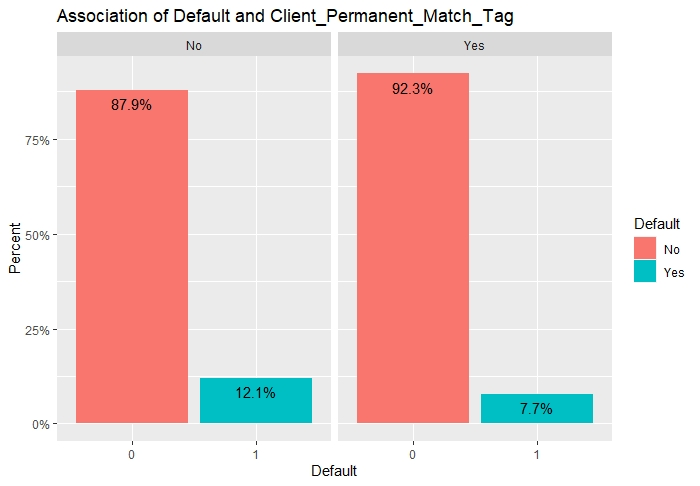 Association of Default and Client_Permanent_Match_Tag
No
Yes
87.9%
92.3%
12.1%
7.7%
75%
50%
25%
0%
Percent
0
1
0
1
Default
Default
No
Yes